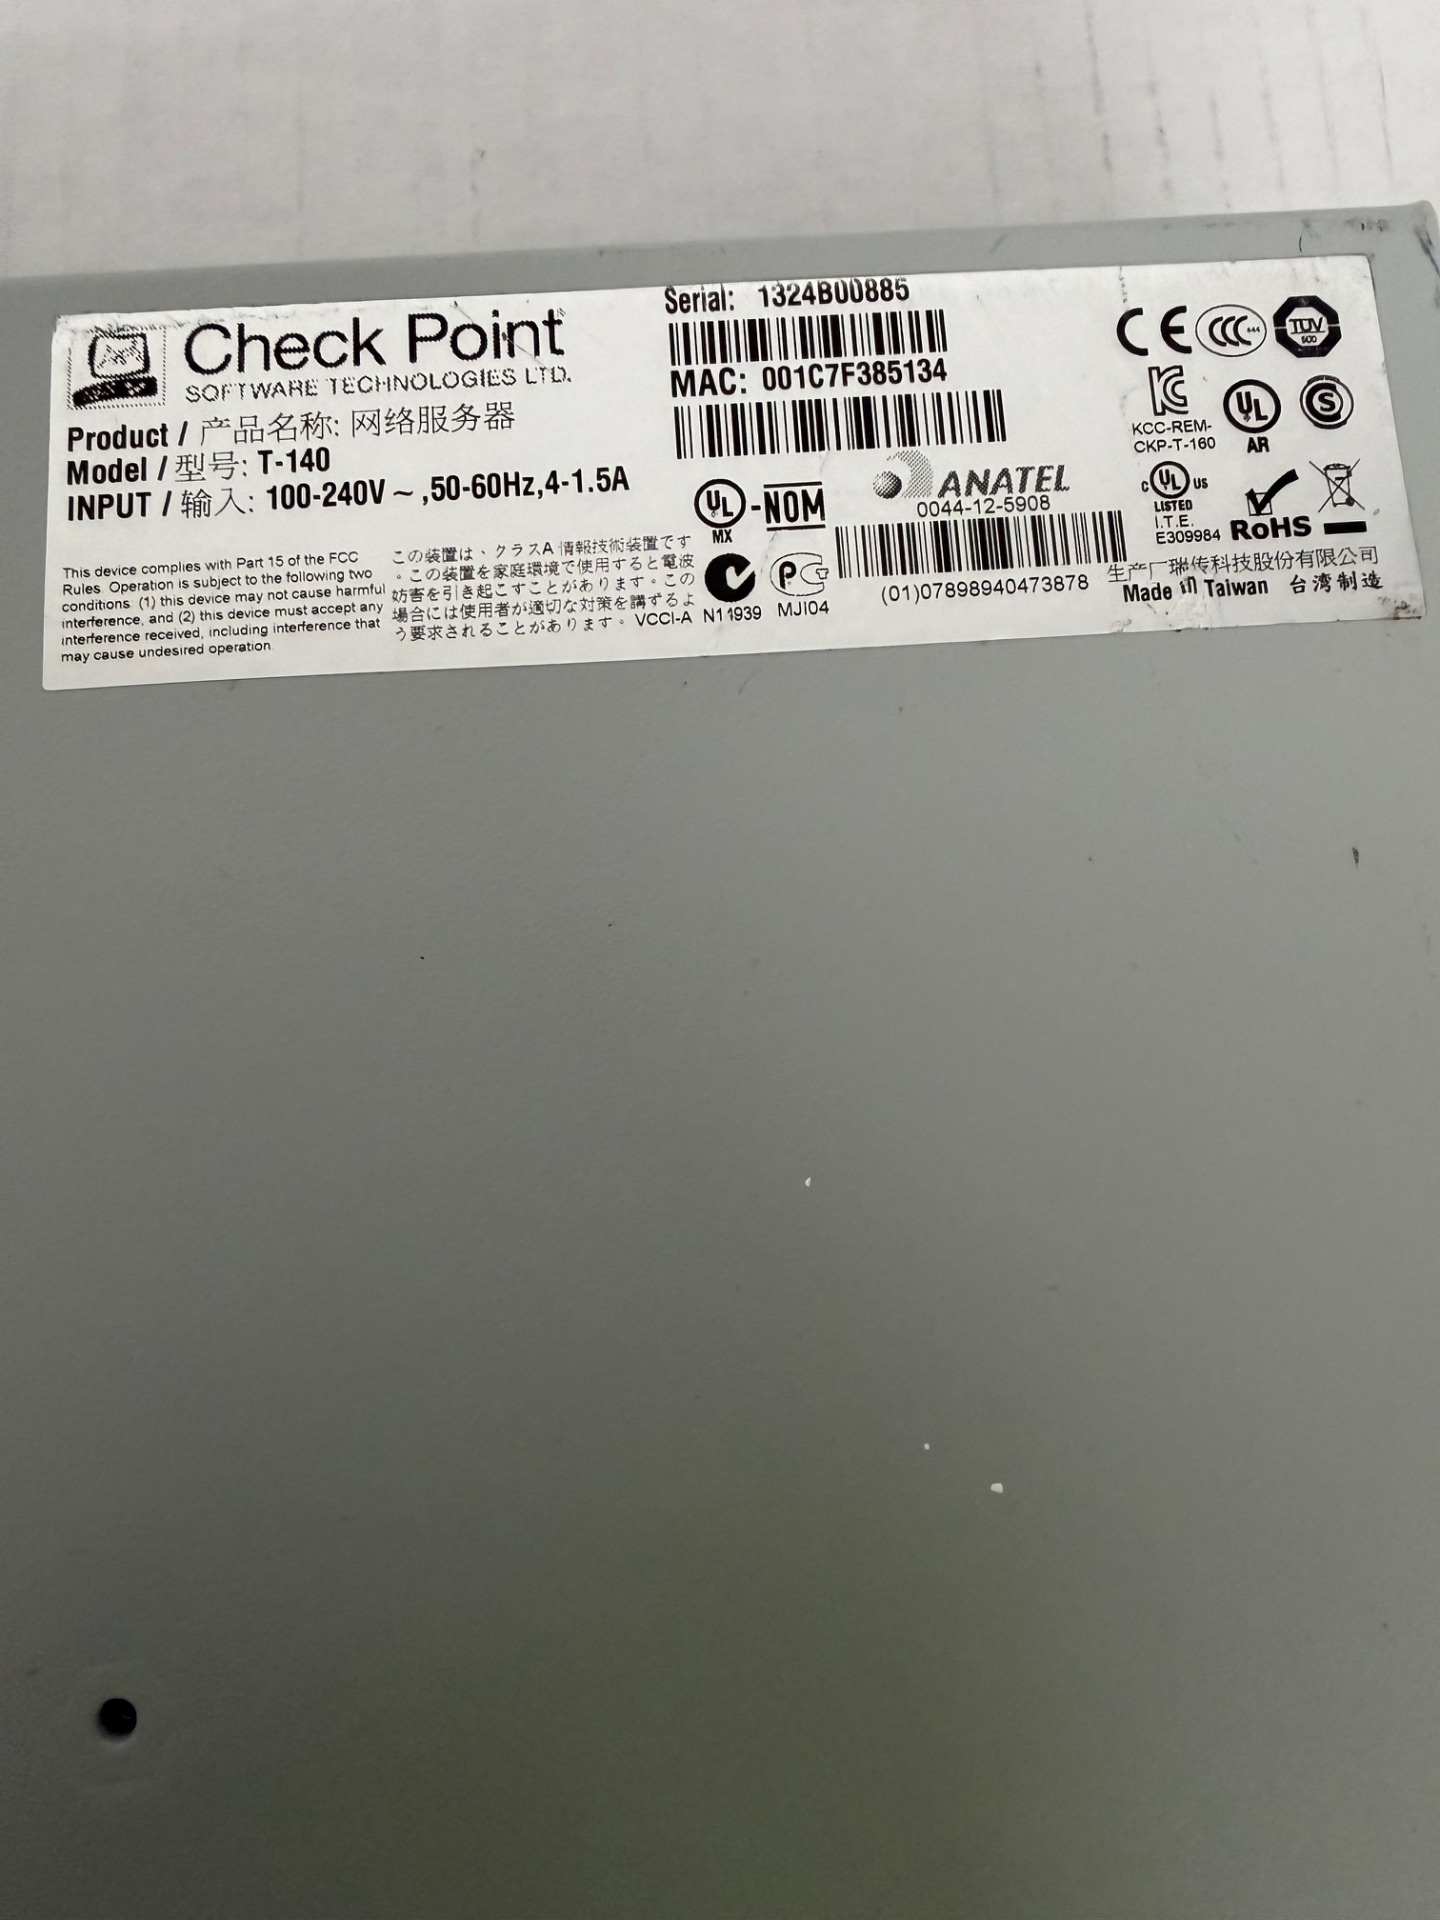 Check Point
SOFTWARE TECHNOLOGIES LTD.
Product / 产品名称: 网络服务器
Model / 型号: T-140
INPUT / 输入: 100-240V ~ ,50-60Hz,4-1.5A
This device complies with Part 15 of the FCC
Rules. Operation is subject to the following two
conditions: (1) this device may not cause harmful
interference, and (2) this device must accept any
interference received, including interference that
may cause undesired operation.
この装置は、クラスA 情報技術装置です
。この装置を家庭環境で使用すると電波
妨害を引き起こすことがあります。この
場合には使用者が適切な対策を講ずるよ
う要求されることがあります。 VCCI-A
Serial: 1324B00885
MAC: 001C7F385134
UL
MX
-NOM
ANATEL
0044-12-5908
(01)07898940473878
N11939
MJI04
CE
CCC
TUV
KCC-REM-
CKP-T-160
UL
AR
S
c UL US
LISTED
I.T.E.
E309984
RoHS
生产厂瑞传科技股份有限公司
Made in Taiwan 台湾制造